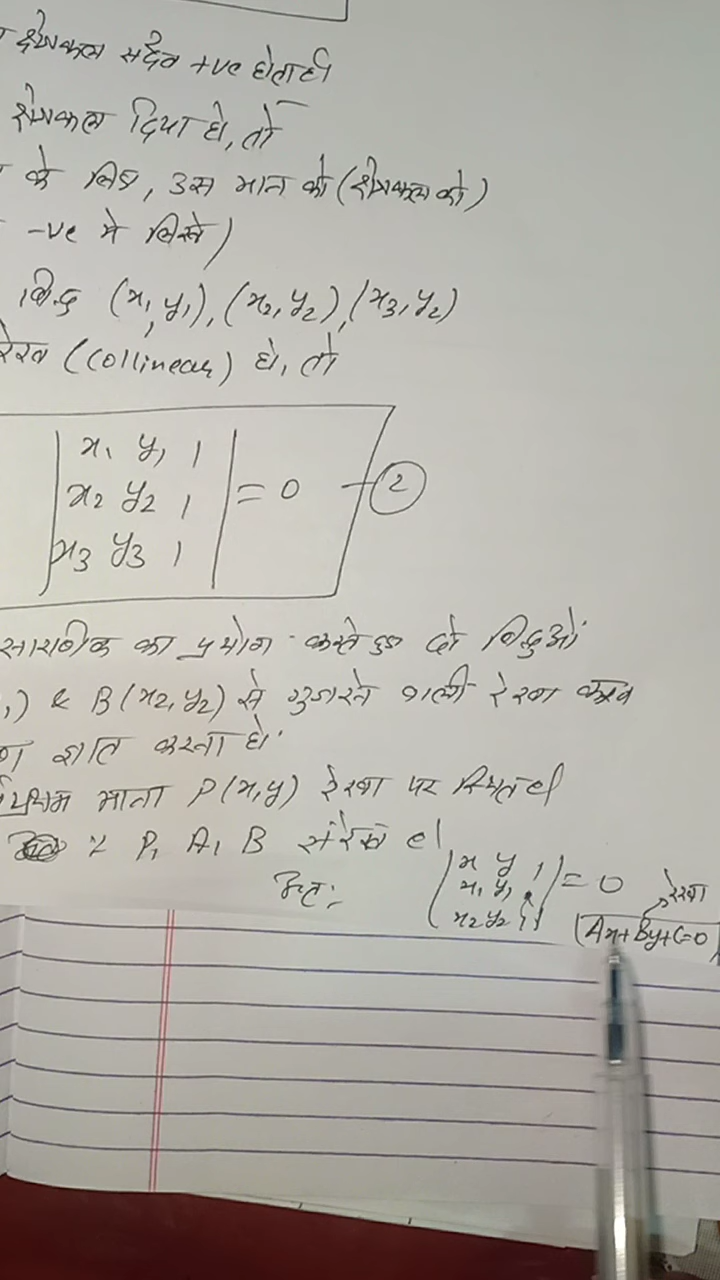 क्षेत्रफल सदैव +ve होता है।
क्षेत्रफल दिया हो, तो
के लिए, उस मान को (क्षेत्रफल को)
-ve मे लिखे)
बिन्दु (x₁, y₁), (x₂, y₂), (x₃, y₂)
रेख (Collinear) हो, तो
| x₁ y₁ 1 |
| x₂ y₂ 1 | = 0 — ②
| x₃ y₃ 1 |
सारणिक का प्रयोग करते हुए दो बिंदुओं
₁) & B(x₂, y₂) से गुजरने वाली रेखा का
ज्ञात करना हो।
प्रथम माना P(x, y) रेखा पर स्थित है
∵ P, A, B संरेख है
अतः
| x y 1 |
| x₁ y₁ 1 | = 0
| x₂ y₂ 1 |
रेखा
Ax+By+C=0